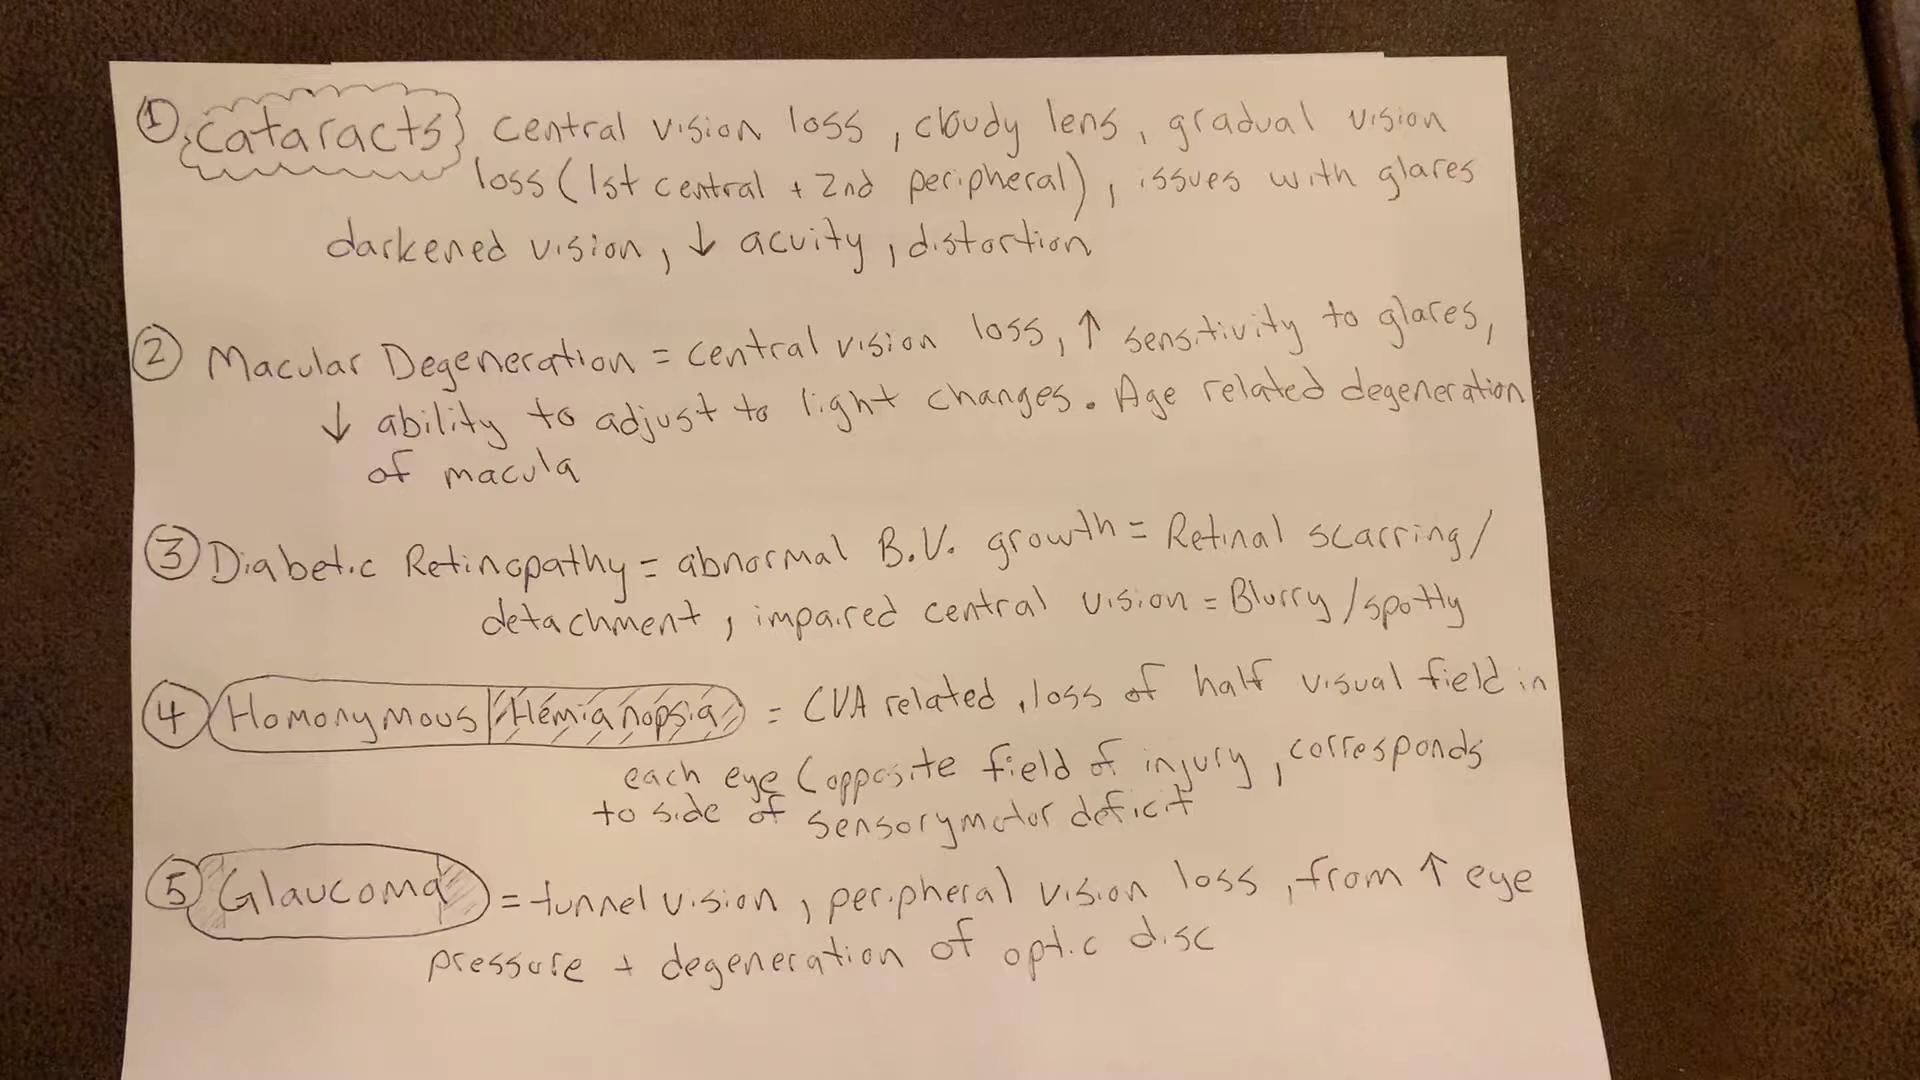 ① Cataracts central vision loss, cloudy lens, gradual vision
loss (1st central + 2nd peripheral), issues with glares
darkened vision, ↓ acuity, distortion
② Macular Degeneration = central vision loss, ↑ sensitivity to glares,
↓ ability to adjust to light changes. Age related degeneration
of macula
③ Diabetic Retinopathy = abnormal B.V. growth = Retinal scarring/
detachment, impaired central vision = Blurry/spotty
④ Homonymous Hemianopsia = CVA related, loss of half visual field in
each eye (opposite field of injury, corresponds
to side of sensorymotor deficit
⑤ Glaucoma = tunnel vision, peripheral vision loss, from ↑ eye
pressure + degeneration of optic disc